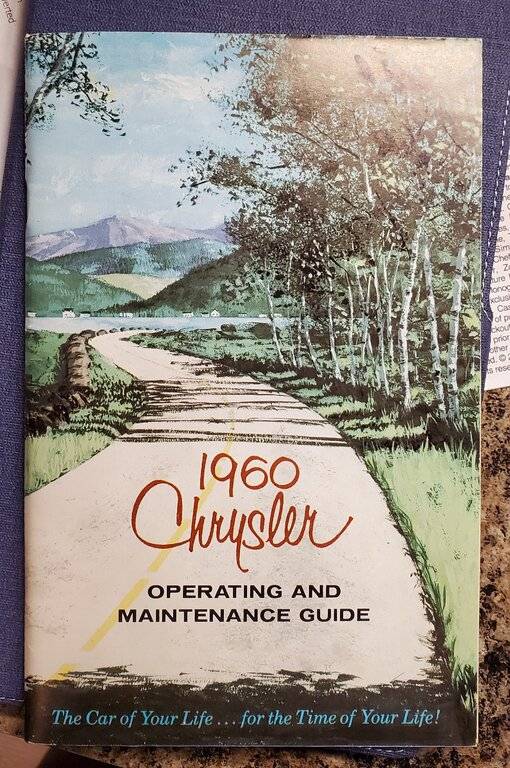 1960
Chrysler
OPERATING AND
MAINTENANCE GUIDE
The Car of Your Life . . . for the Time of Your Life!